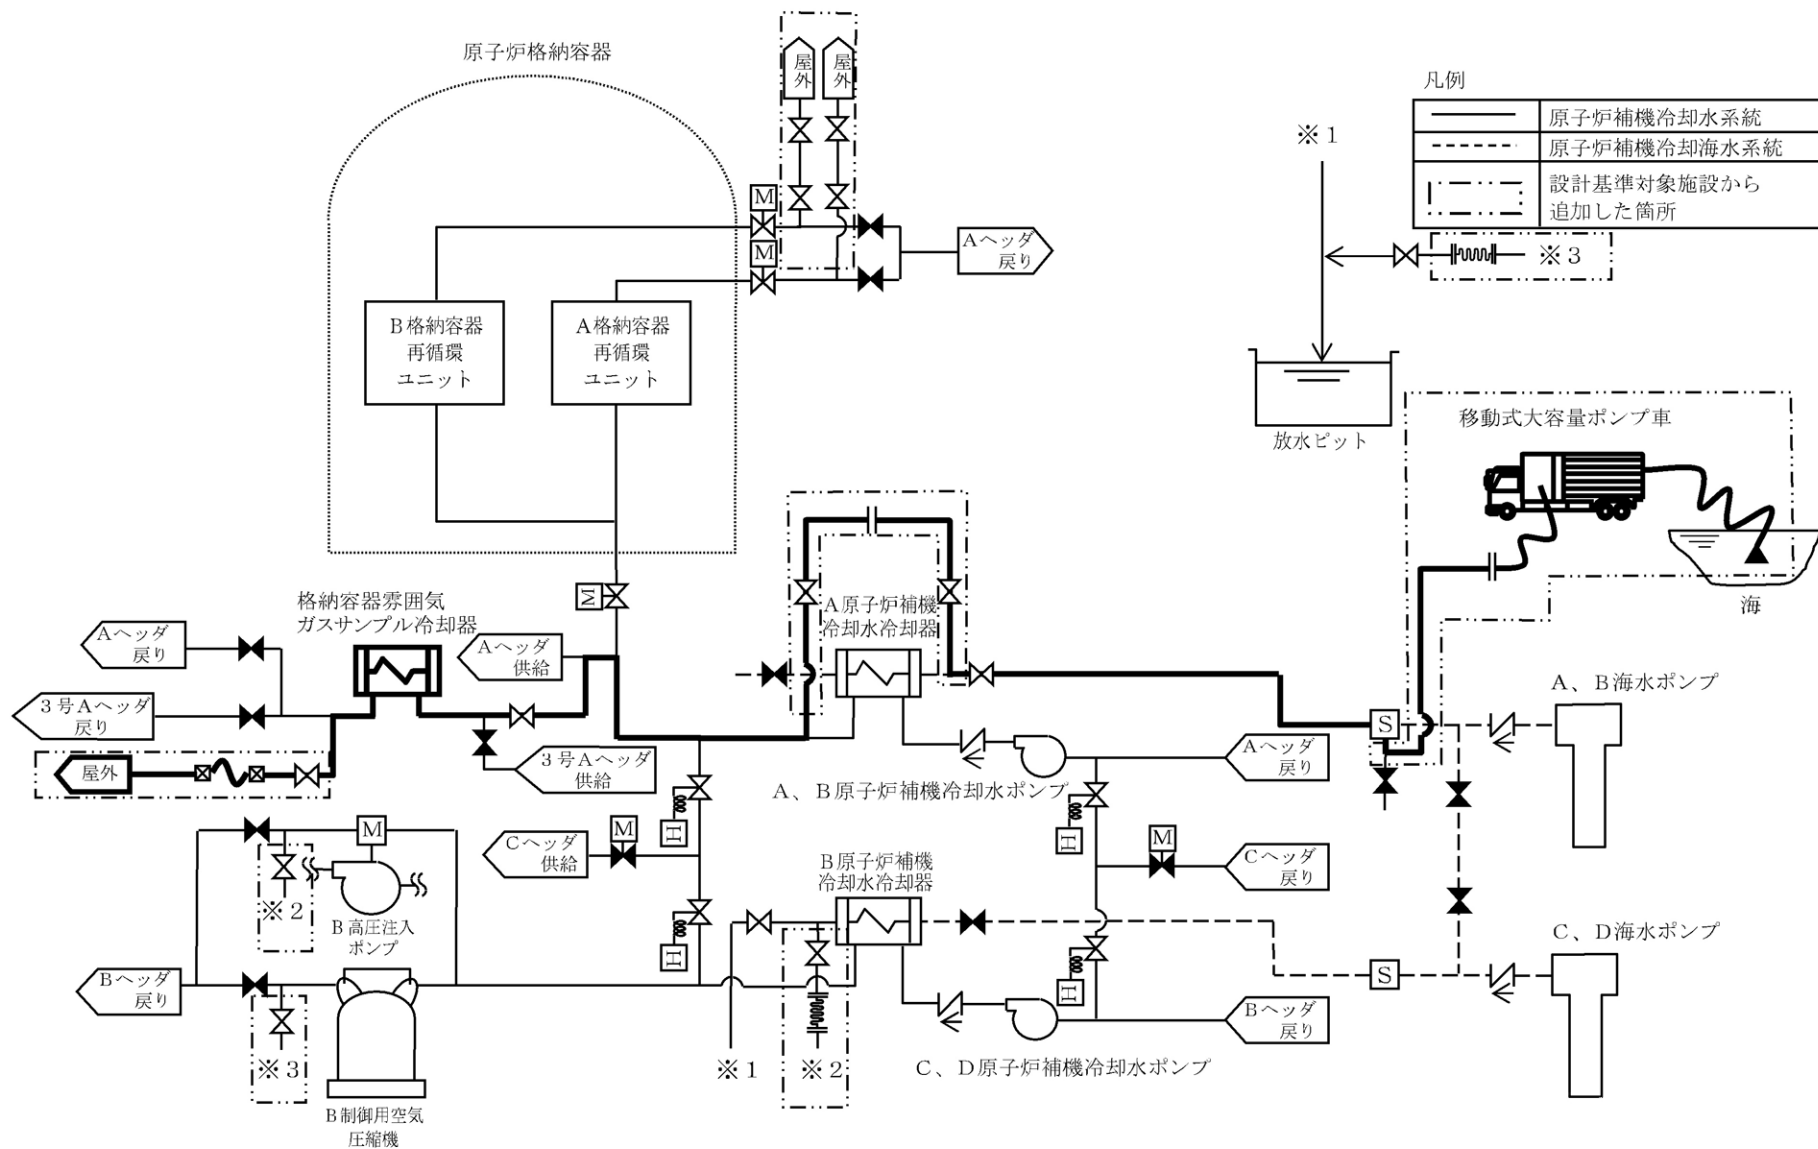 原子炉格納容器
屋外
屋外
凡例
原子炉補機冷却水系統
原子炉補機冷却海水系統
設計基準対象施設から
追加した箇所
※1
※3
M
M
Aヘッダ
戻り
B格納容器
再循環
ユニット
A格納容器
再循環
ユニット
放水ピット
移動式大容量ポンプ車
海
M
格納容器雰囲気
ガスサンプル冷却器
Aヘッダ
戻り
3号Aヘッダ
戻り
屋外
Aヘッダ
供給
3号Aヘッダ
供給
A原子炉補機
冷却水冷却器
S
A、B海水ポンプ
Aヘッダ
戻り
A、B原子炉補機冷却水ポンプ
H
H
M
Cヘッダ
供給
M
Cヘッダ
戻り
M
※2
B高圧注入
ポンプ
B原子炉補機
冷却水冷却器
H
H
Bヘッダ
戻り
※3
B制御用空気
圧縮機
※1
※2
Bヘッダ
戻り
C、D原子炉補機冷却水ポンプ
S
C、D海水ポンプ